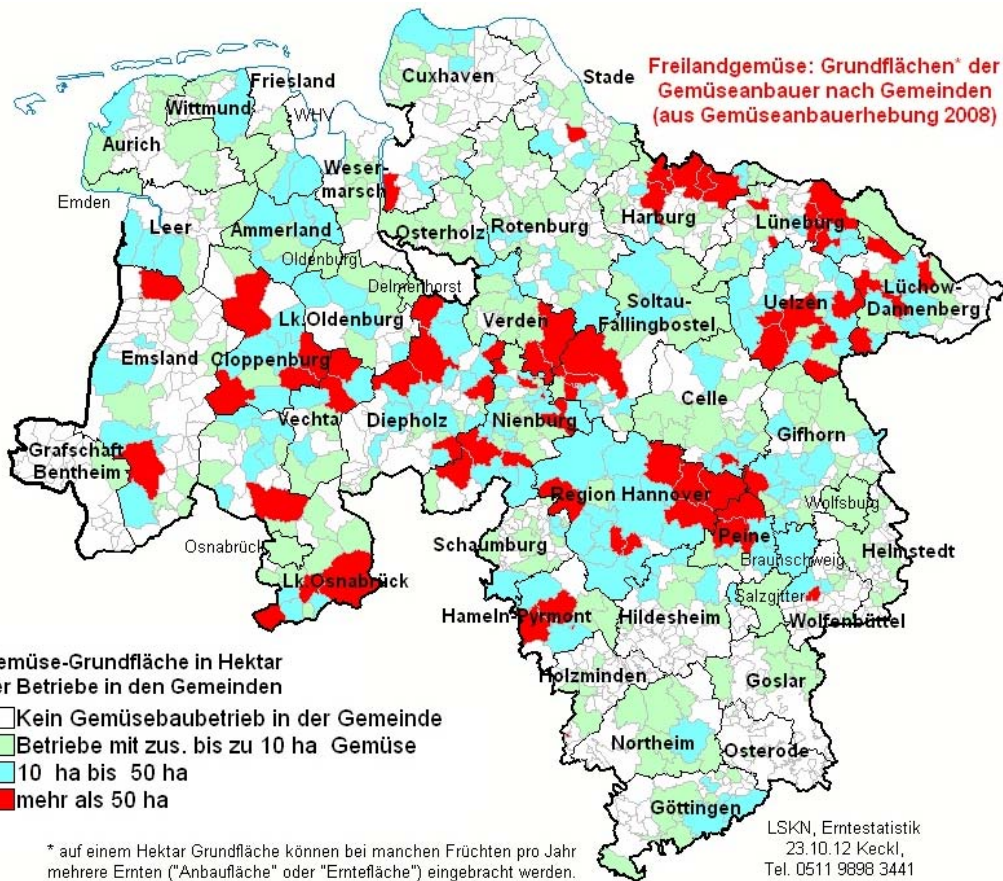 Freilandgemüse: Grundflächen* der
Gemüseanbauer nach Gemeinden
(aus Gemüseanbauerhebung 2008)
Cuxhaven
Stade
Friesland
Wittmund
WHV
Aurich
Weser-
marsch
Emden
Leer
Ammerland
Osterholz
Rotenburg
Harburg
Lüneburg
Oldenburg
Delmenhorst
Lk.Oldenburg
Verden
Soltau-
Fallingbostel
Uelzen
Lüchow-
Dannenberg
Emsland
Cloppenburg
Vechta
Diepholz
Nienburg
Celle
Gifhorn
Grafschaft
Bentheim
Region Hannover
Wolfsburg
Osnabrück
Schaumburg
Peine
Braunschweig
Helmstedt
Lk.Osnabrück
Salzgitter
Hameln-Pyrmont
Hildesheim
Wolfenbüttel
Holzminden
Goslar
Northeim
Osterode
Göttingen
emüse-Grundfläche in Hektar
er Betriebe in den Gemeinden
Kein Gemüsebaubetrieb in der Gemeinde
Betriebe mit zus. bis zu 10 ha Gemüse
10 ha bis 50 ha
mehr als 50 ha
* auf einem Hektar Grundfläche können bei manchen Früchten pro Jahr
mehrere Ernten ("Anbaufläche" oder "Erntefläche") eingebracht werden.
LSKN, Erntestatistik
23.10.12 Keckl,
Tel. 0511 9898 3441